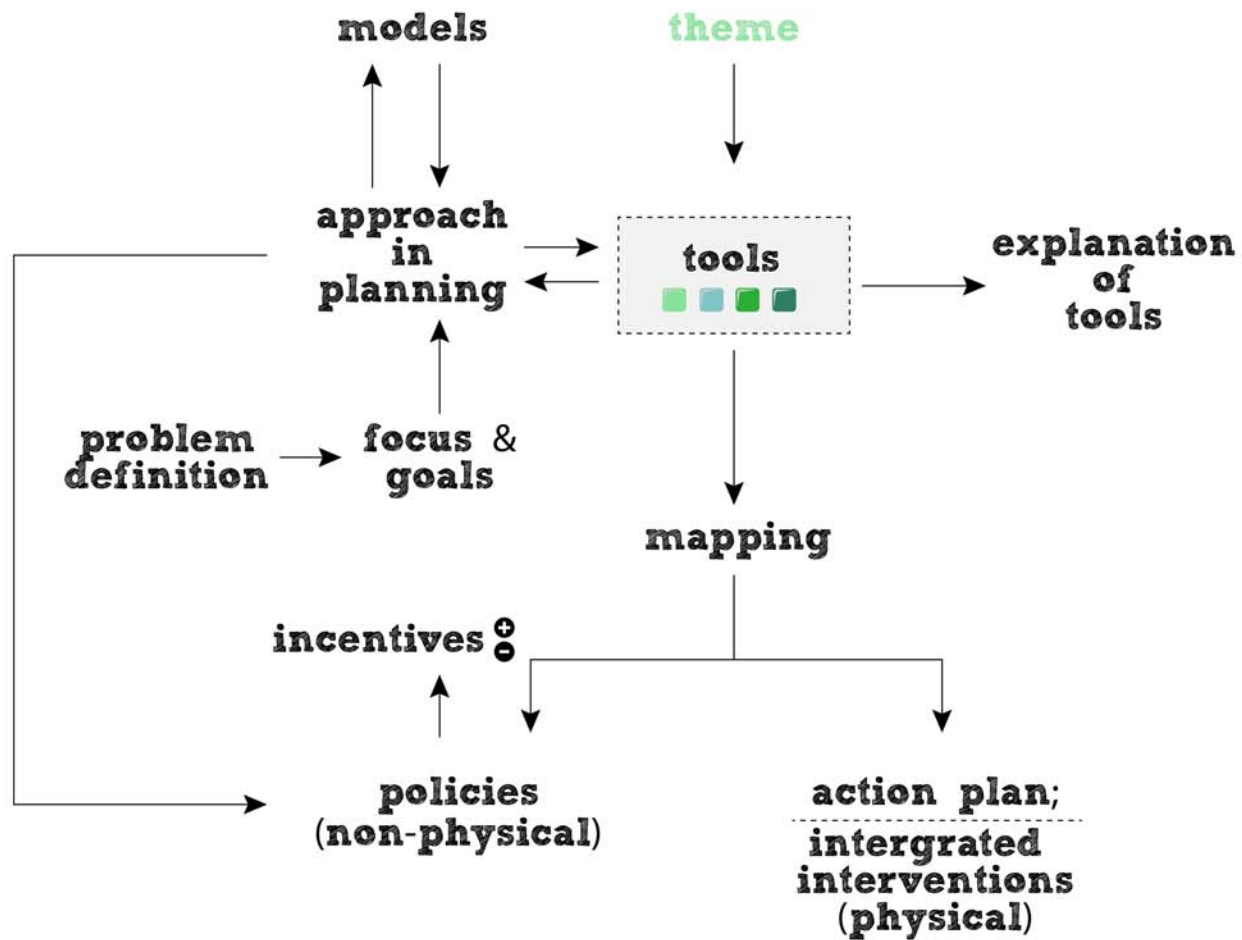 models
theme
approach
in
planning
tools
explanation
of
tools
problem
definition
focus &
goals
mapping
incentives + -
policies
(non-physical)
action plan;
intergrated
interventions
(physical)